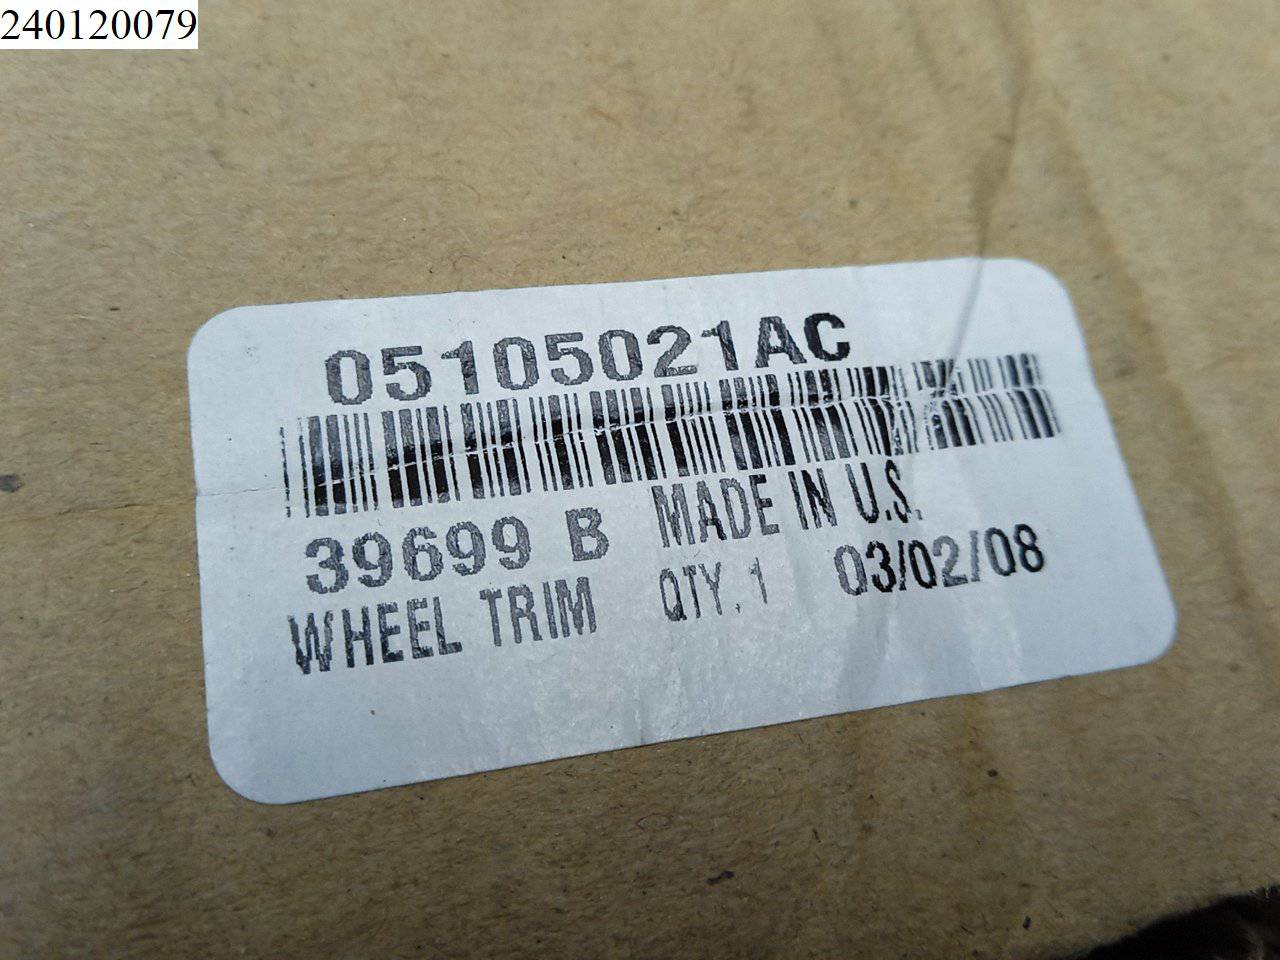 240120079
05105021AC
39699 B MADE IN U.S.
WHEEL TRIM QTY. 1 03/02/08